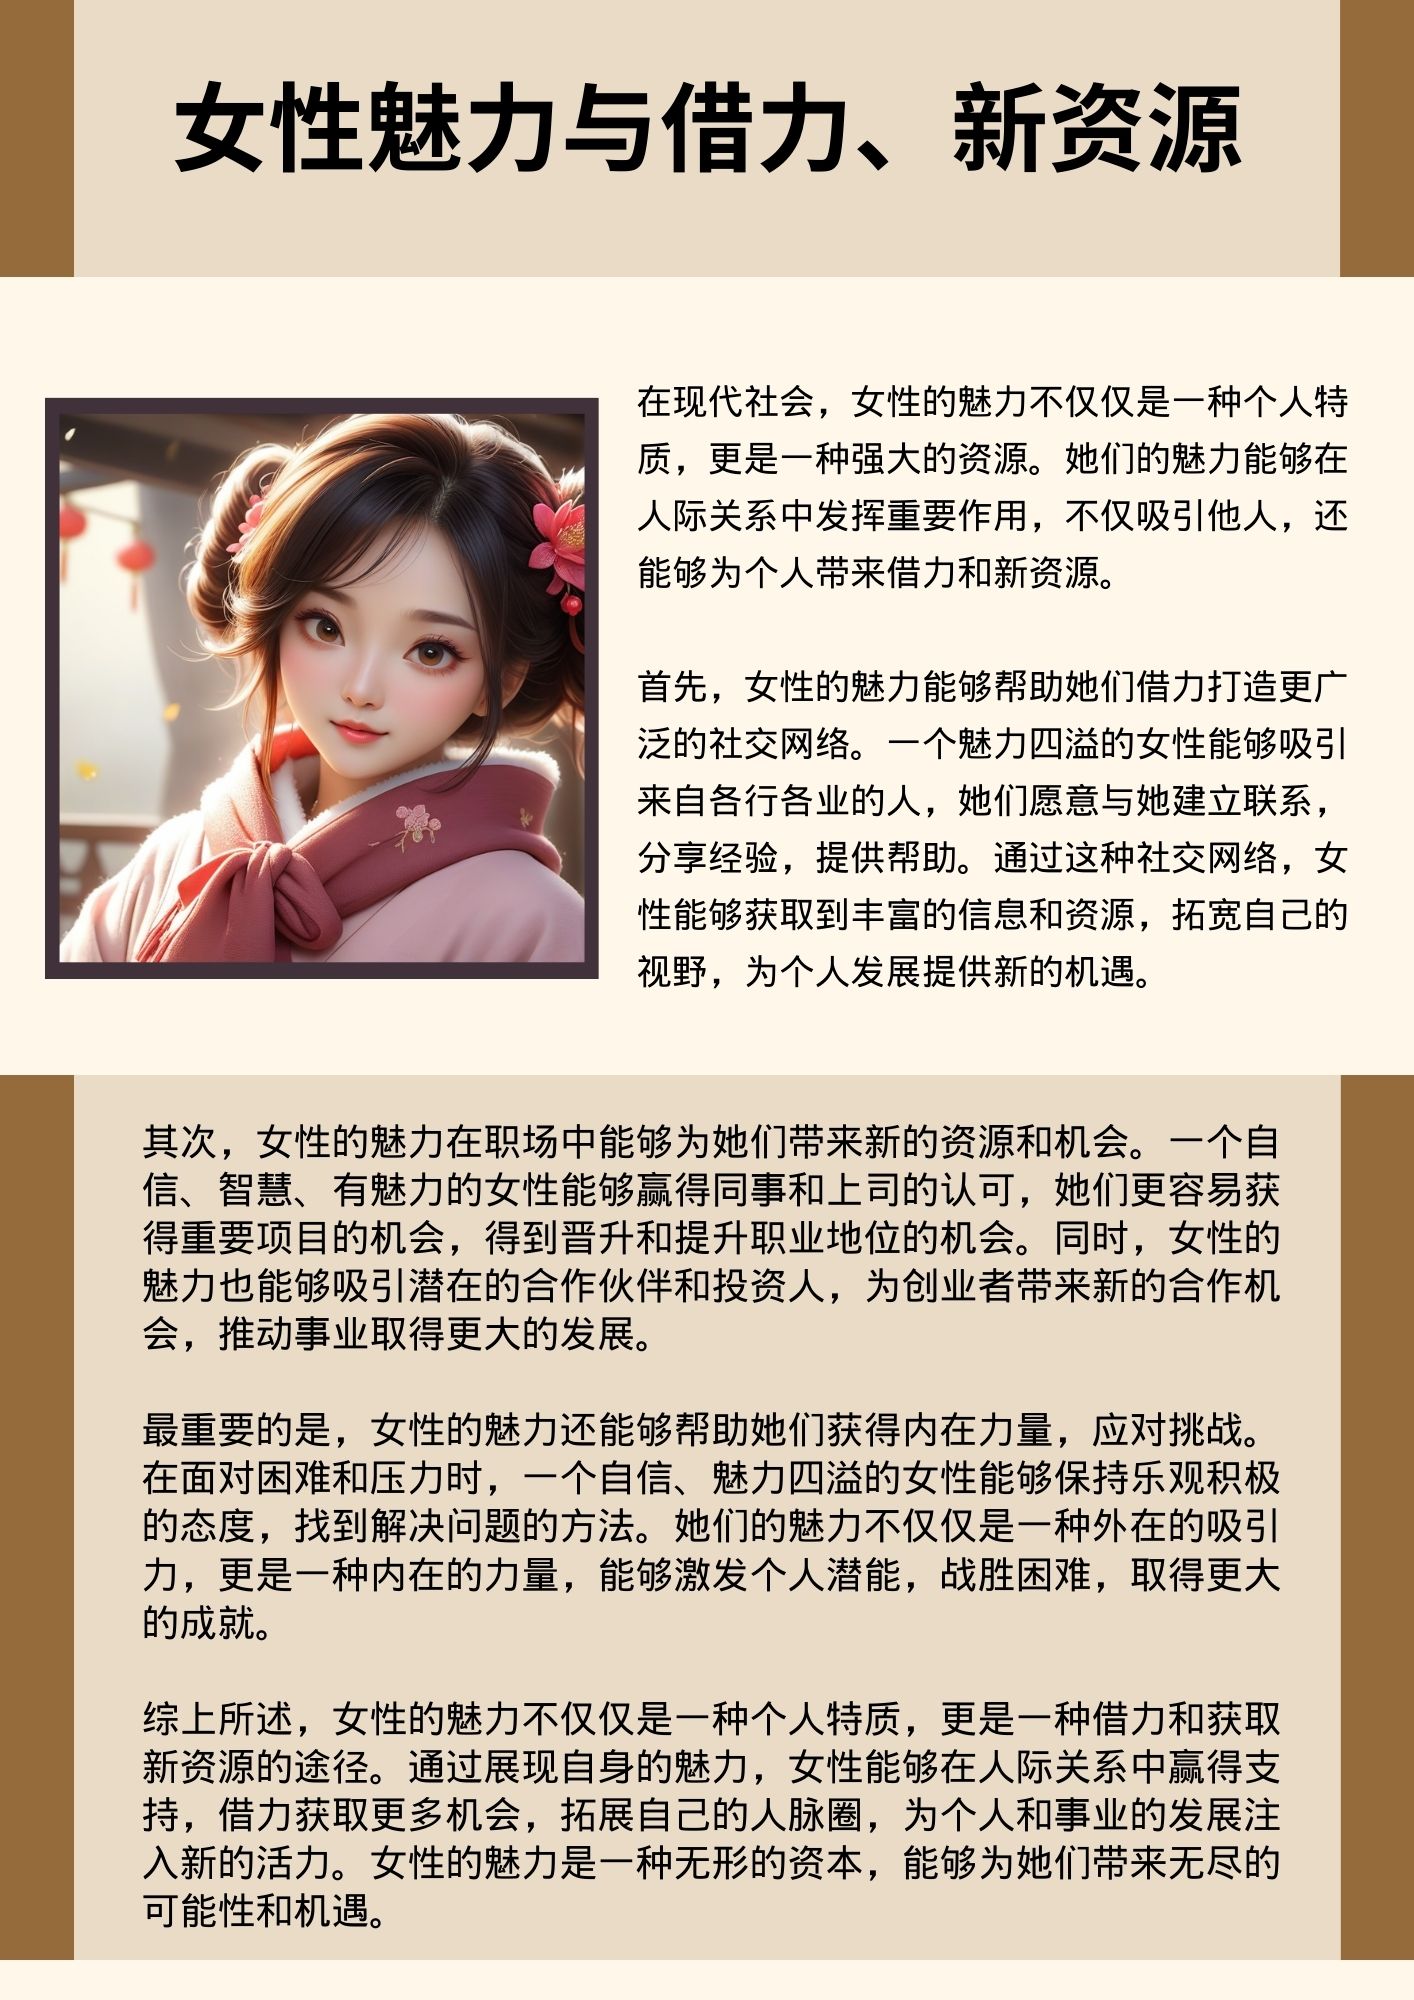 女性魅力与借力、新资源
在现代社会，女性的魅力不仅仅是一种个人特
质，更是一种强大的资源。她们的魅力能够在
人际关系中发挥重要作用，不仅吸引他人，还
能够为个人带来借力和新资源。
首先，女性的魅力能够帮助她们借力打造更广
泛的社交网络。一个魅力四溢的女性能够吸引
来自各行各业的人，她们愿意与她建立联系，
分享经验，提供帮助。通过这种社交网络，女
性能够获取到丰富的信息和资源，拓宽自己的
视野，为个人发展提供新的机遇。
其次，女性的魅力在职场中能够为她们带来新的资源和机会。一个自
信、智慧、有魅力的女性能够赢得同事和上司的认可，她们更容易获
得重要项目的机会，得到晋升和提升职业地位的机会。同时，女性的
魅力也能够吸引潜在的合作伙伴和投资人，为创业者带来新的合作机
会，推动事业取得更大的发展。
最重要的是，女性的魅力还能够帮助她们获得内在力量，应对挑战。
在面对困难和压力时，一个自信、魅力四溢的女性能够保持乐观积极
的态度，找到解决问题的方法。她们的魅力不仅仅是一种外在的吸引
力，更是一种内在的力量，能够激发个人潜能，战胜困难，取得更大
的成就。
综上所述，女性的魅力不仅仅是一种个人特质，更是一种借力和获取
新资源的途径。通过展现自身的魅力，女性能够在人际关系中赢得支
持，借力获取更多机会，拓展自己的人脉圈，为个人和事业的发展注
入新的活力。女性的魅力是一种无形的资本，能够为她们带来无尽的
可能性和机遇。